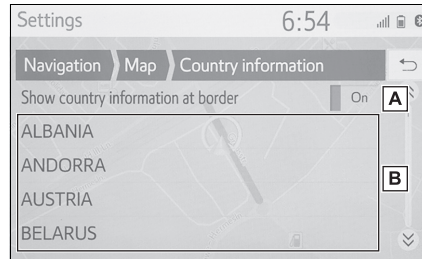 Settings 6:54
Navigation Map Country information
Show country information at border On A
ALBANIA
ANDORRA
B
AUSTRIA
BELARUS